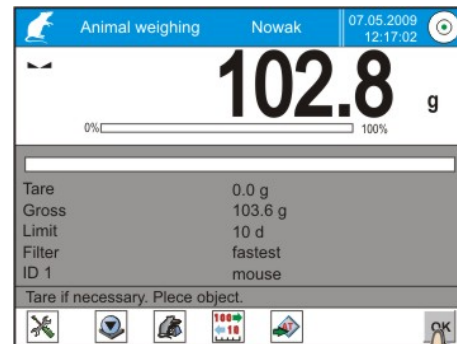 Animal weighing Nowak 07.05.2009
12:17:02
102.8 g
0% 100%
Tare 0.0 g
Gross 103.6 g
Limit 10 d
Filter fastest
ID 1 mouse
Tare if necessary. Plece object.
100
10
AT
OK